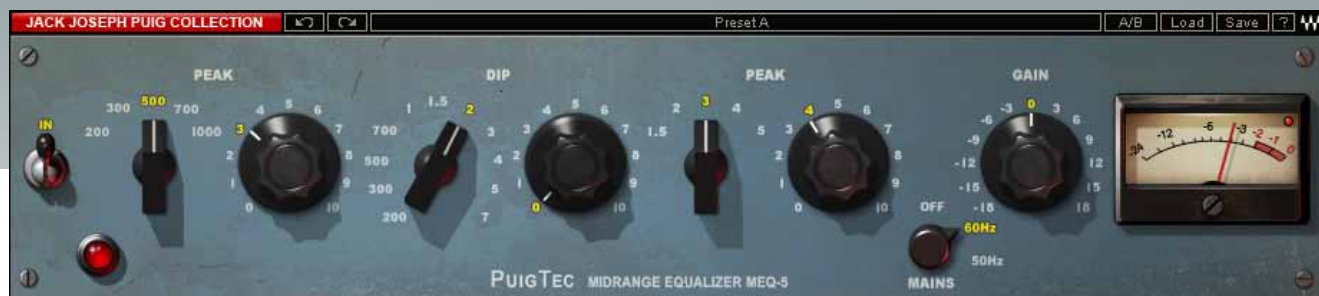 JACK JOSEPH PUIG COLLECTION
Preset A
A/B Load Save ?
PEAK DIP PEAK GAIN
IN
200 300 500 700 1000
0 1 2 3 4 5 6 7 8 9 10
200 300 500 700 1 1.5 2 3 4 5 7
0 1 2 3 4 5 6 7 8 9 10
1.5 2 3 4 5
0 1 2 3 4 5 6 7 8 9 10
-18 -15 -12 -9 -6 -3 0 3 6 12 15 18
-24 -12 -6 -3 -2 -1 0
OFF
60Hz
50Hz
MAINS
PUIGTEC MIDRANGE EQUALIZER MEQ-5